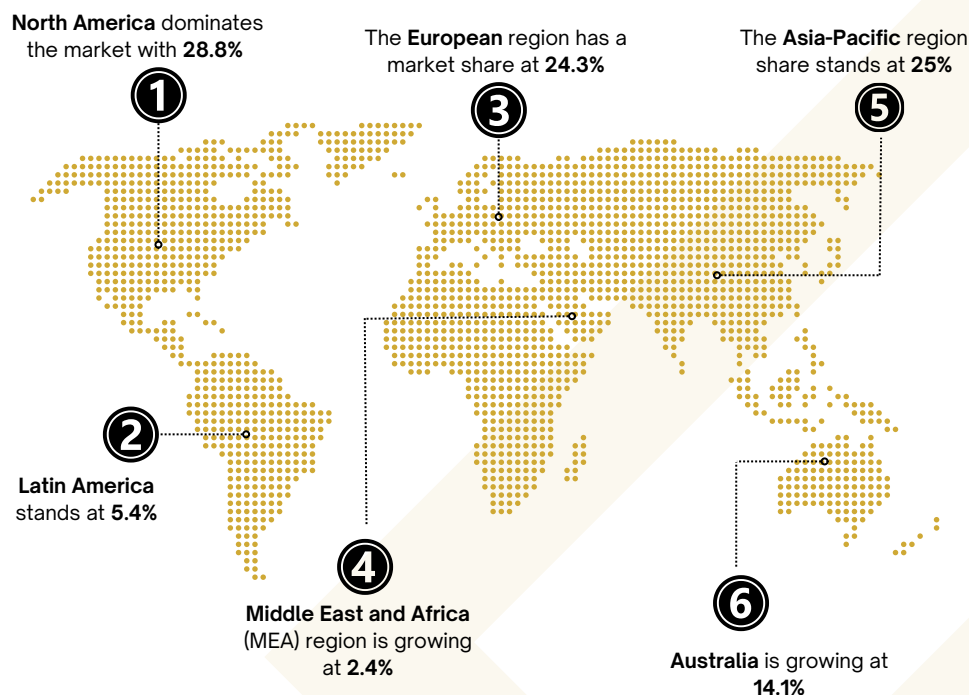 North America dominates
the market with 28.8%
1
2
Latin America
stands at 5.4%
The European region has a
market share at 24.3%
3
4
Middle East and Africa
(MEA) region is growing
at 2.4%
The Asia-Pacific region
share stands at 25%
5
6
Australia is growing at
14.1%